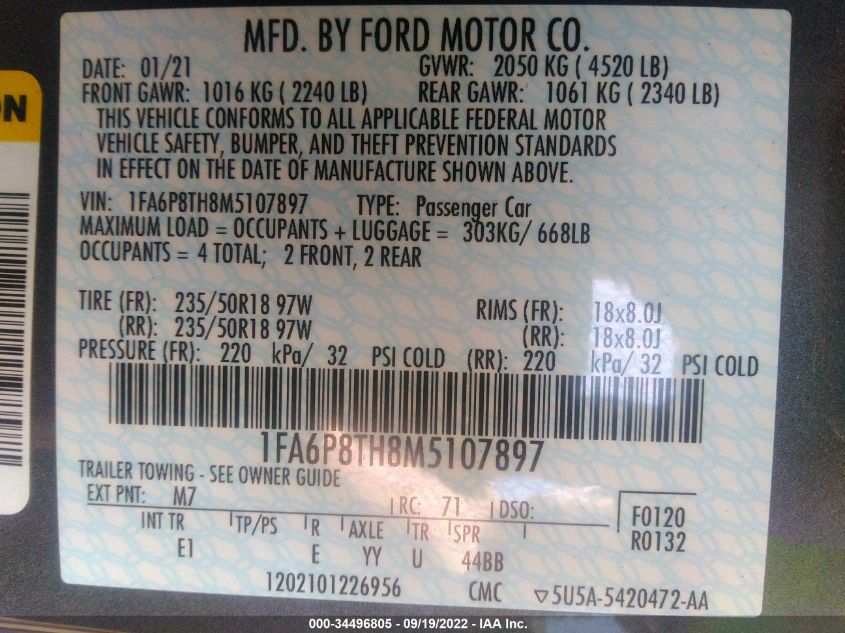 MFD. BY FORD MOTOR CO.
DATE: 01/21 GVWR: 2050 KG ( 4520 LB)
FRONT GAWR: 1016 KG ( 2240 LB) REAR GAWR: 1061 KG ( 2340 LB)
THIS VEHICLE CONFORMS TO ALL APPLICABLE FEDERAL MOTOR
VEHICLE SAFETY, BUMPER, AND THEFT PREVENTION STANDARDS
IN EFFECT ON THE DATE OF MANUFACTURE SHOWN ABOVE.
VIN: 1FA6P8TH8M5107897 TYPE: Passenger Car
MAXIMUM LOAD = OCCUPANTS + LUGGAGE = 303KG/ 668LB
OCCUPANTS = 4 TOTAL; 2 FRONT, 2 REAR
TIRE (FR): 235/50R18 97W RIMS (FR): 18x8.0J
(RR): 235/50R18 97W (RR): 18x8.0J
PRESSURE (FR): 220 kPa/ 32 PSI COLD (RR): 220 kPa/ 32 PSI COLD
1FA6P8TH8M5107897
TRAILER TOWING - SEE OWNER GUIDE
EXT PNT: M7 RC: 71 DSO: F0120
INT TR TP/PS R AXLE TR SPR R0132
E1 E YY U 44BB
1202101226956 CMC ▽5U5A-5420472-AA
ON
000-34496805 - 09/19/2022 - IAA Inc.